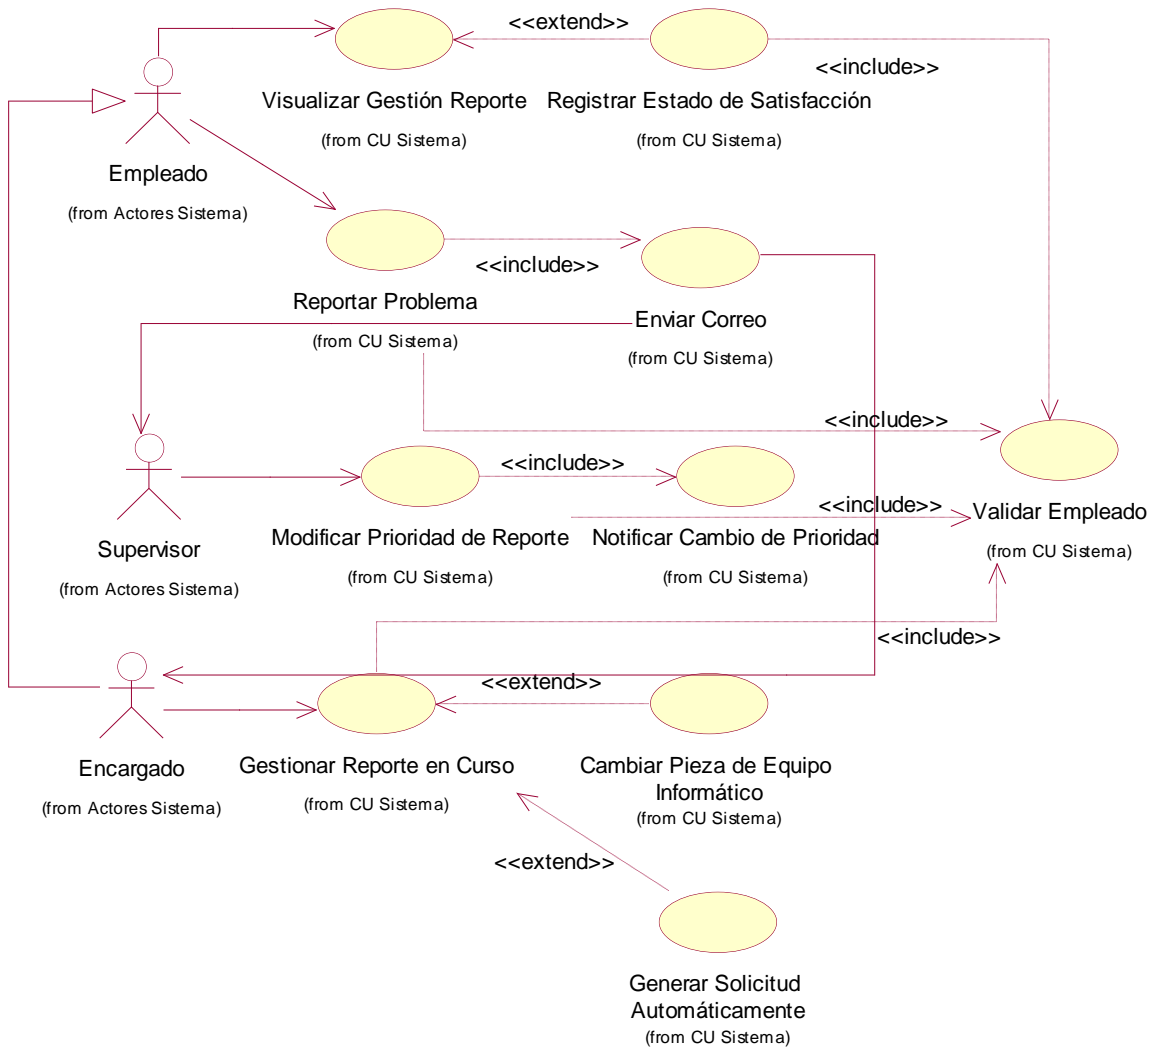 <<extend>>
<<include>>
Visualizar Gestión Reporte
Registrar Estado de Satisfacción
(from CU Sistema)
(from CU Sistema)
Empleado
(from Actores Sistema)
<<include>>
Reportar Problema
(from CU Sistema)
Enviar Correo
(from CU Sistema)
<<include>>
<<include>>
<<include>>
Validar Empleado
(from CU Sistema)
Supervisor
(from Actores Sistema)
Modificar Prioridad de Reporte
(from CU Sistema)
Notificar Cambio de Prioridad
(from CU Sistema)
<<include>>
<<extend>>
Encargado
(from Actores Sistema)
Gestionar Reporte en Curso
(from CU Sistema)
Cambiar Pieza de Equipo
Informático
(from CU Sistema)
<<extend>>
Generar Solicitud
Automáticamente
(from CU Sistema)